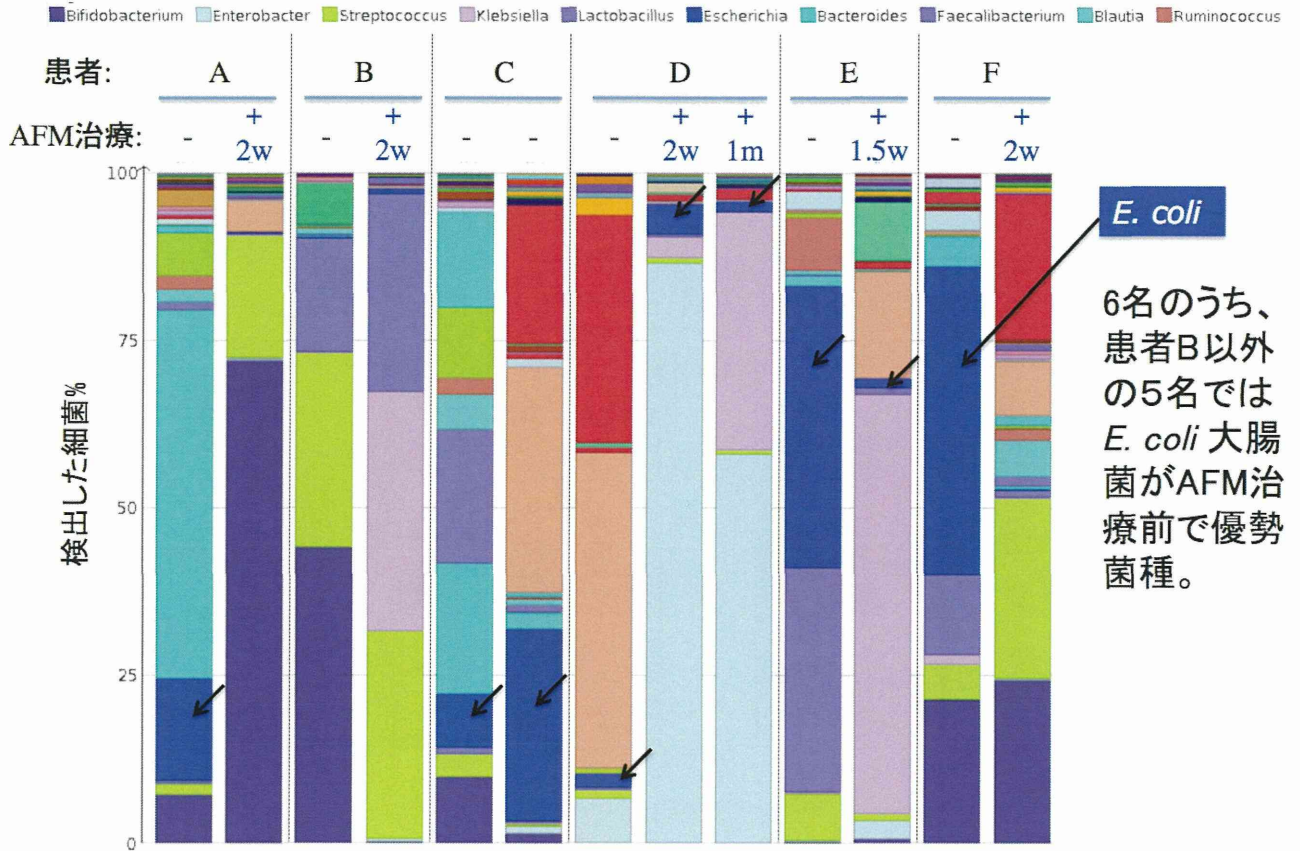 Bifidobacterium Enterobacter Streptococcus Klebsiella Lactobacillus Escherichia Bacteroides Faecalibacterium Blautia Ruminococcus
患者: A B C D E F
+ + + + + +
AFM治療: - 2w - 2w - - - 2w 1m - 1.5w - 2w
100
75
50
25
0
検出した細菌%
E. coli
6名のうち、
患者B以外
の5名では
E. coli 大腸
菌がAFM治
療前で優勢
菌種。